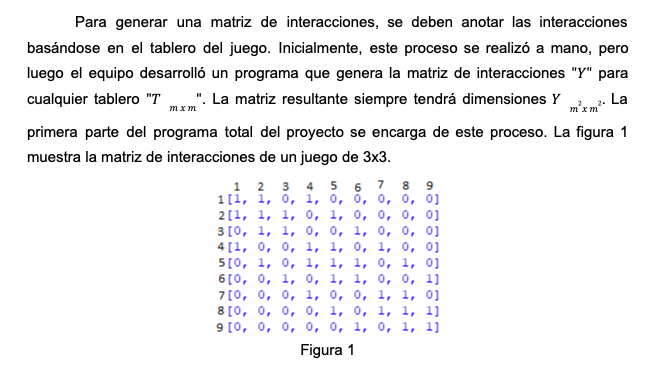 Para generar una matriz de interacciones, se deben anotar las interacciones
basándose en el tablero del juego. Inicialmente, este proceso se realizó a mano, pero
luego el equipo desarrolló un programa que genera la matriz de interacciones "Y" para
cualquier tablero "T m x m". La matriz resultante siempre tendrá dimensiones Y m² x m². La
primera parte del programa total del proyecto se encarga de este proceso. La figura 1
muestra la matriz de interacciones de un juego de 3x3.
1 2 3 4 5 6 7 8 9
1[1, 1, 0, 1, 0, 0, 0, 0, 0]
2[1, 1, 1, 0, 1, 0, 0, 0, 0]
3[0, 1, 1, 0, 0, 1, 0, 0, 0]
4[1, 0, 0, 1, 1, 0, 1, 0, 0]
5[0, 1, 0, 1, 1, 1, 0, 1, 0]
6[0, 0, 1, 0, 1, 1, 0, 0, 1]
7[0, 0, 0, 1, 0, 0, 1, 1, 0]
8[0, 0, 0, 0, 1, 0, 1, 1, 1]
9[0, 0, 0, 0, 0, 1, 0, 1, 1]
Figura 1